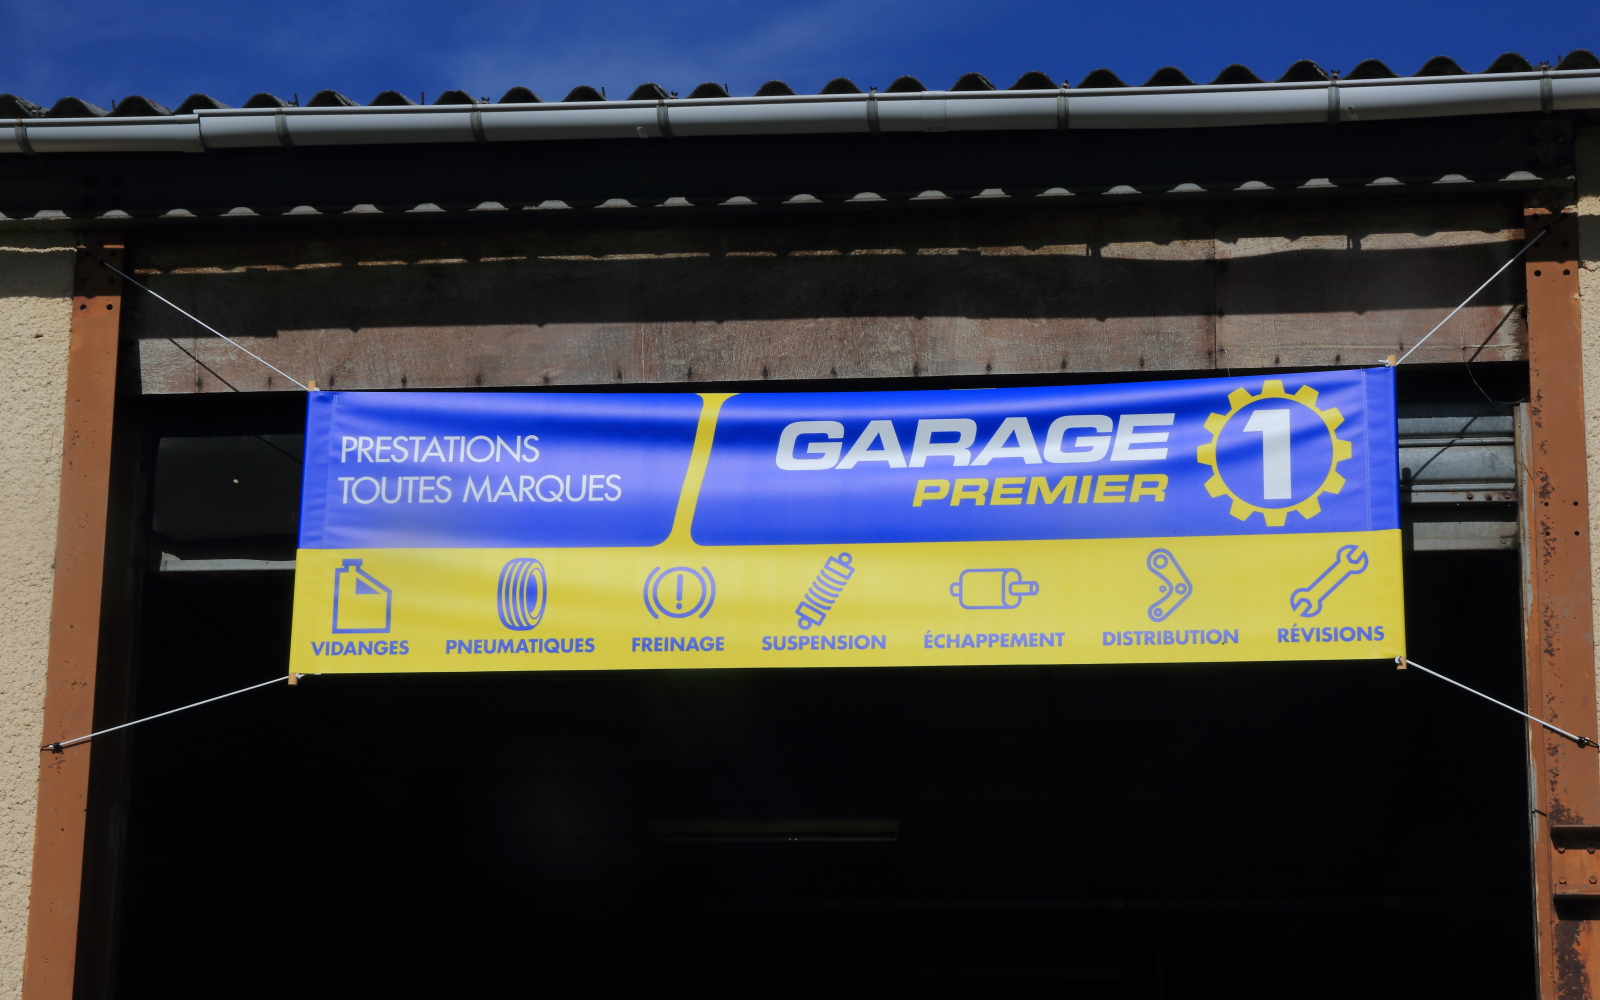 PRESTATIONS
TOUTES MARQUES
GARAGE
PREMIER
1
VIDANGES PNEUMATIQUES FREINAGE SUSPENSION ÉCHAPPEMENT DISTRIBUTION RÉVISIONS